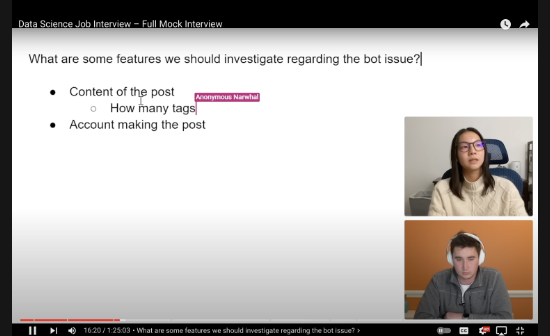 Data Science Job Interview – Full Mock Interview
What are some features we should investigate regarding the bot issue?
Content of the post
Anonymous Narwhal
How many tags
Account making the post
16:20 / 1:25:03 • What are some features we should investigate regarding the bot issue? >
CC